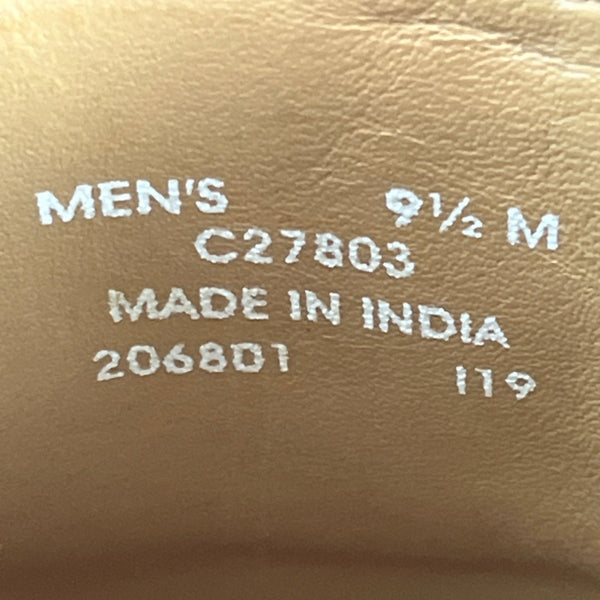 MEN'S 9½ M
C27803
MADE IN INDIA
206801 I19